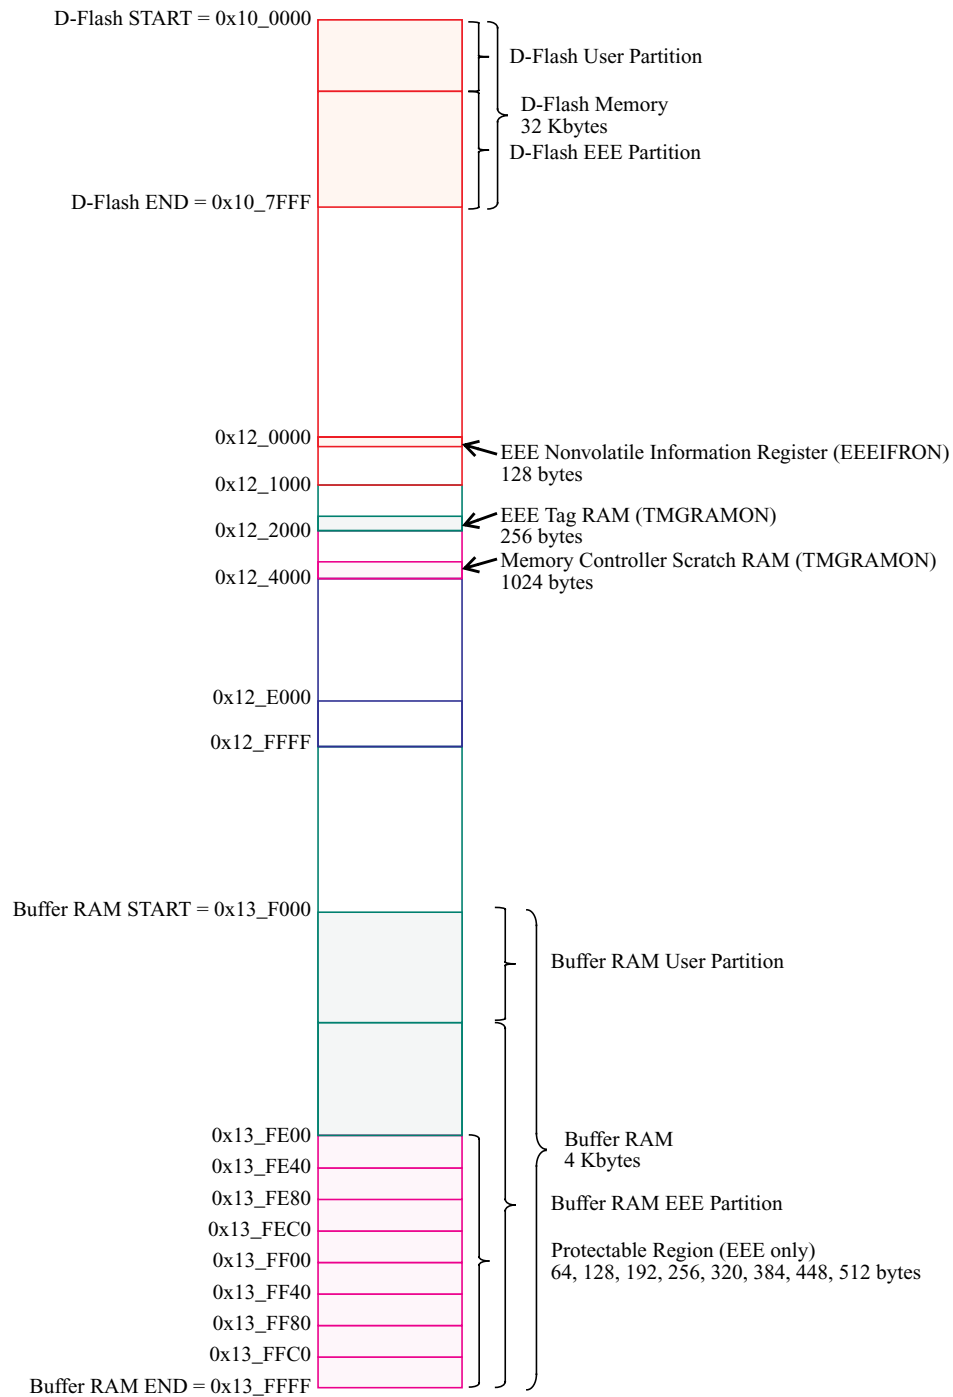 D-Flash START = 0x10_0000
D-Flash User Partition
D-Flash Memory
32 Kbytes
D-Flash EEE Partition
D-Flash END = 0x10_7FFF
0x12_0000
EEE Nonvolatile Information Register (EEEIFRON)
128 bytes
0x12_1000
EEE Tag RAM (TMGRAMON)
256 bytes
0x12_2000
Memory Controller Scratch RAM (TMGRAMON)
1024 bytes
0x12_4000
0x12_E000
0x12_FFFF
Buffer RAM START = 0x13_F000
Buffer RAM User Partition
0x13_FE00
Buffer RAM
4 Kbytes
0x13_FE40
0x13_FE80
Buffer RAM EEE Partition
0x13_FEC0
Protectable Region (EEE only)
64, 128, 192, 256, 320, 384, 448, 512 bytes
0x13_FF00
0x13_FF40
0x13_FF80
0x13_FFC0
Buffer RAM END = 0x13_FFFF